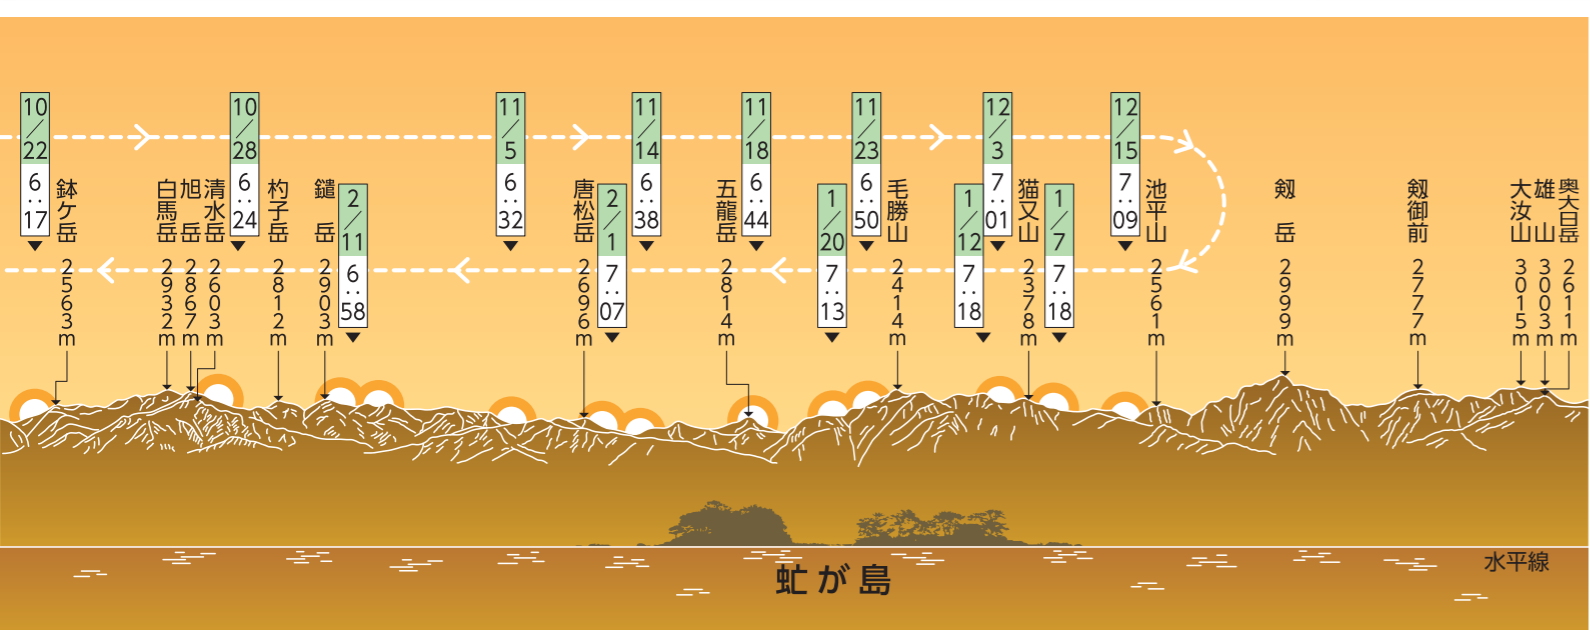 10/22
6:17
10/28
6:24
11/5
6:32
11/14
6:38
11/18
6:44
11/23
6:50
12/3
7:01
12/15
7:09
2/11
6:58
2/1
7:07
1/20
7:13
1/12
7:18
1/7
7:18
鉢ケ岳 2563m
白馬岳 2932m
旭岳 2867m
清水岳 2603m
杓子岳 2812m
鑓岳 2903m
唐松岳 2696m
五龍岳 2814m
毛勝山 2414m
猫又山 2378m
池平山 2561m
剱岳 2999m
剱御前 2777m
大汝山 3015m
雄山 3003m
奥大日岳 2611m
虻が島
水平線